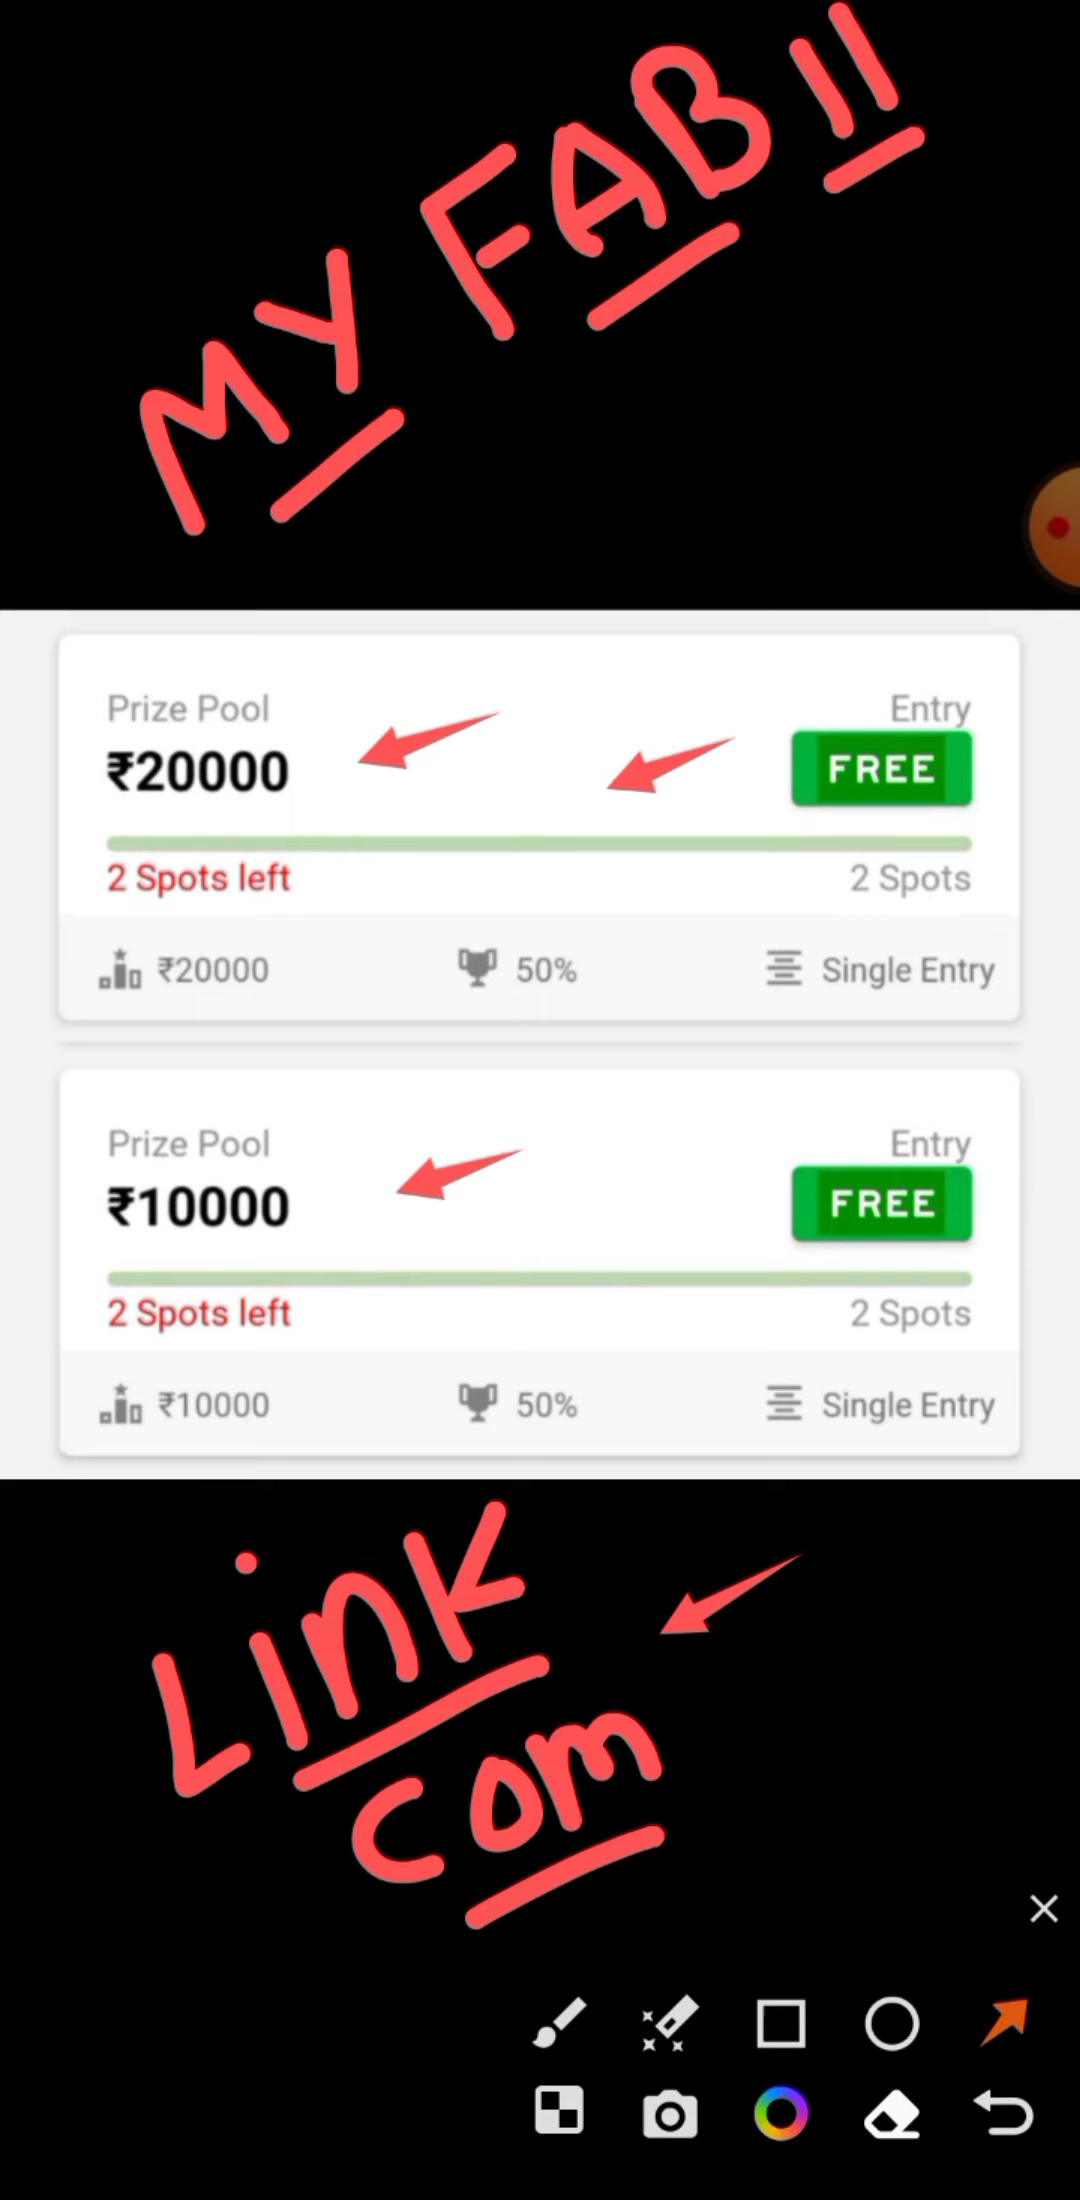 MY FAB !!
Prize Pool Entry
₹20000 FREE
2 Spots left 2 Spots
₹20000 50% Single Entry
Prize Pool Entry
₹10000 FREE
2 Spots left 2 Spots
₹10000 50% Single Entry
Link
com